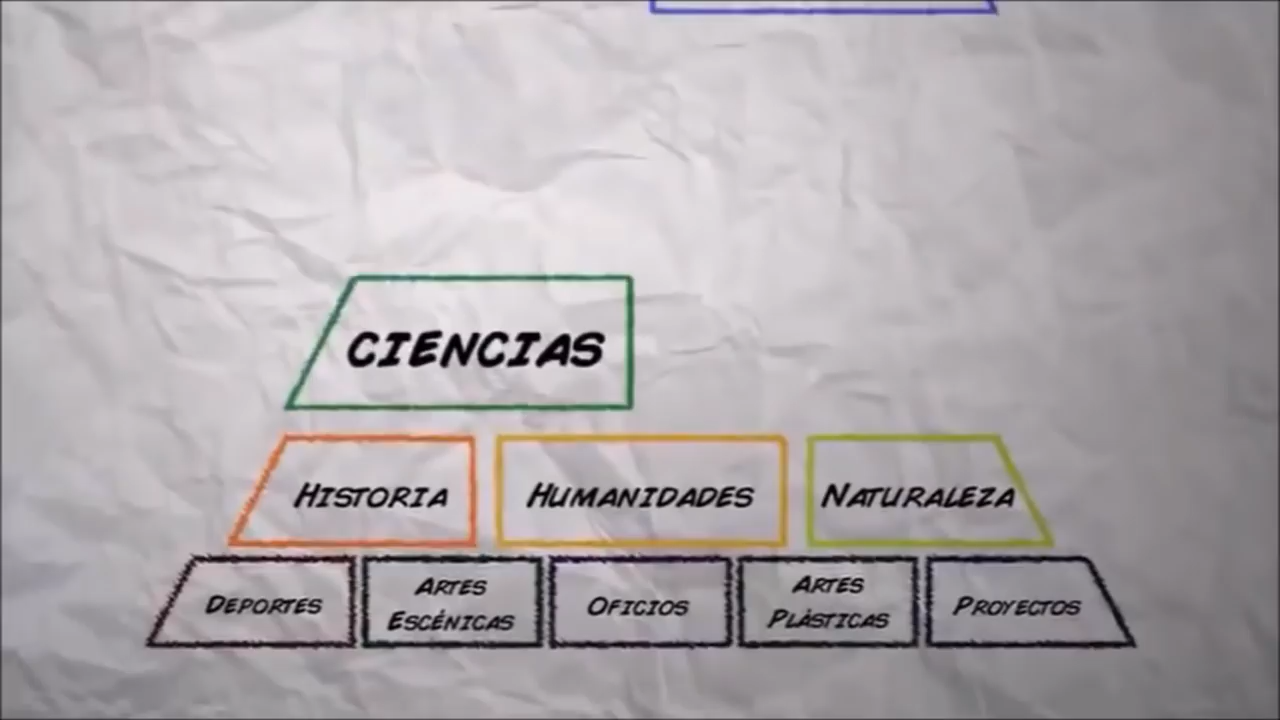 CIENCIAS
HISTORIA
HUMANIDADES
NATURALEZA
DEPORTES
ARTES
ESCÉNICAS
OFICIOS
ARTES
PLÁSTICAS
PROYECTOS